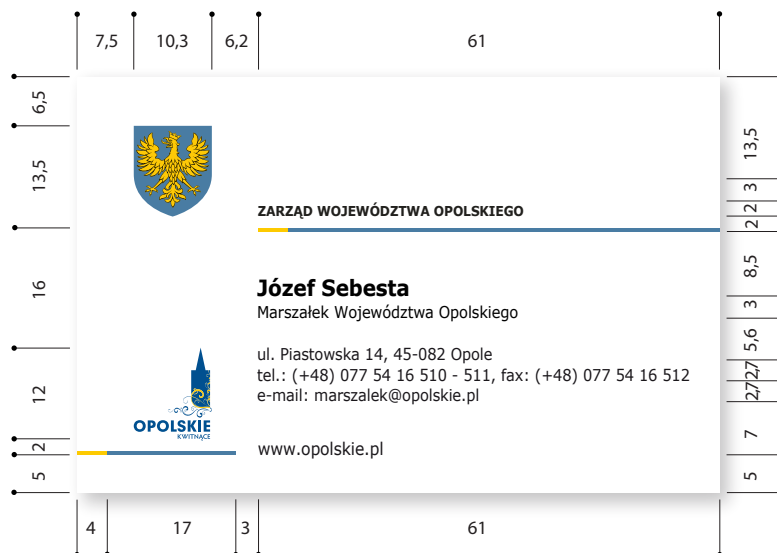 7,5 10,3 6,2 61
6,5
13,5
16
12
2
5
ZARZĄD WOJEWÓDZTWA OPOLSKIEGO
Józef Sebesta
Marszałek Województwa Opolskiego
ul. Piastowska 14, 45-082 Opole
tel.: (+48) 077 54 16 510 - 511, fax: (+48) 077 54 16 512
e-mail: marszalek@opolskie.pl
www.opolskie.pl
OPOLSKIE
KWITNĄCE
13,5
3
2
2
8,5
3
5,6
2,7
2,7
7
5
4 17 3 61